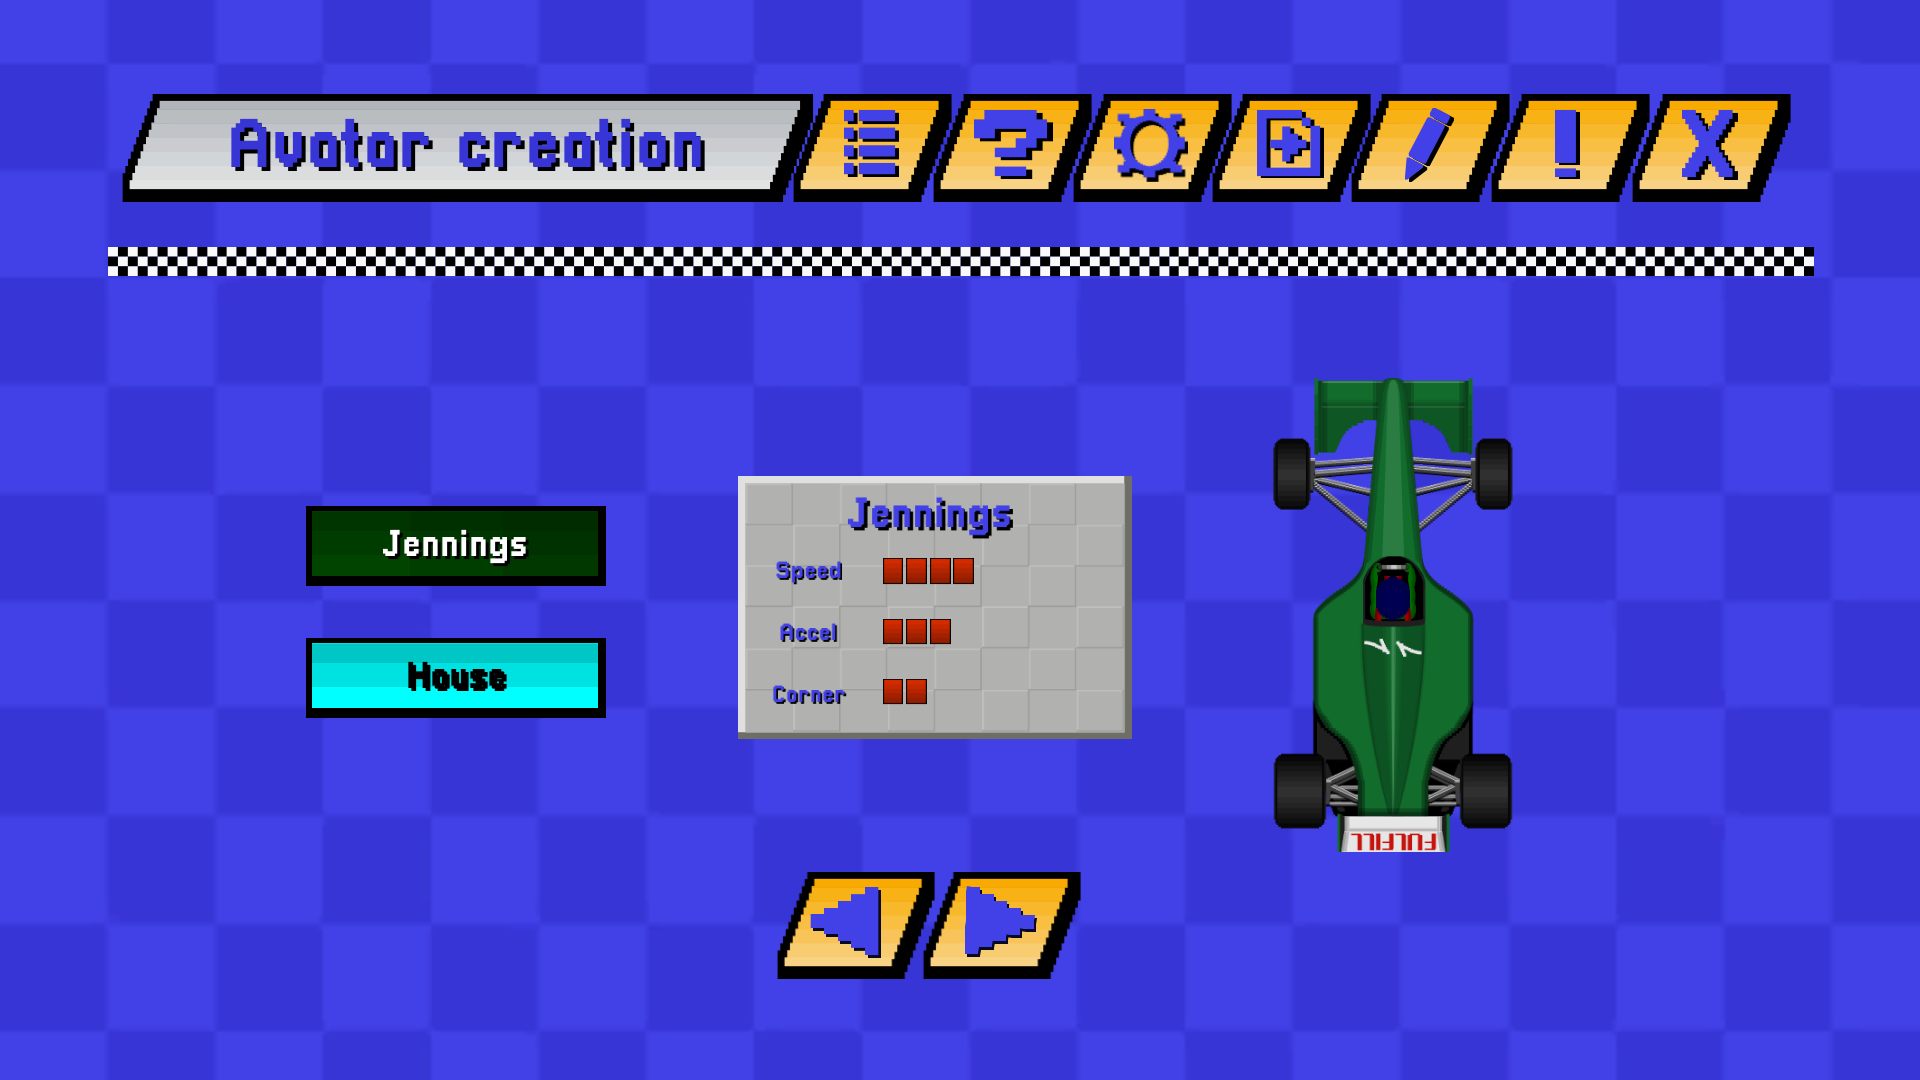 Avatar creation
? ! X
Jennings
House
Jennings
Speed
Accel
Corner
FULFILL